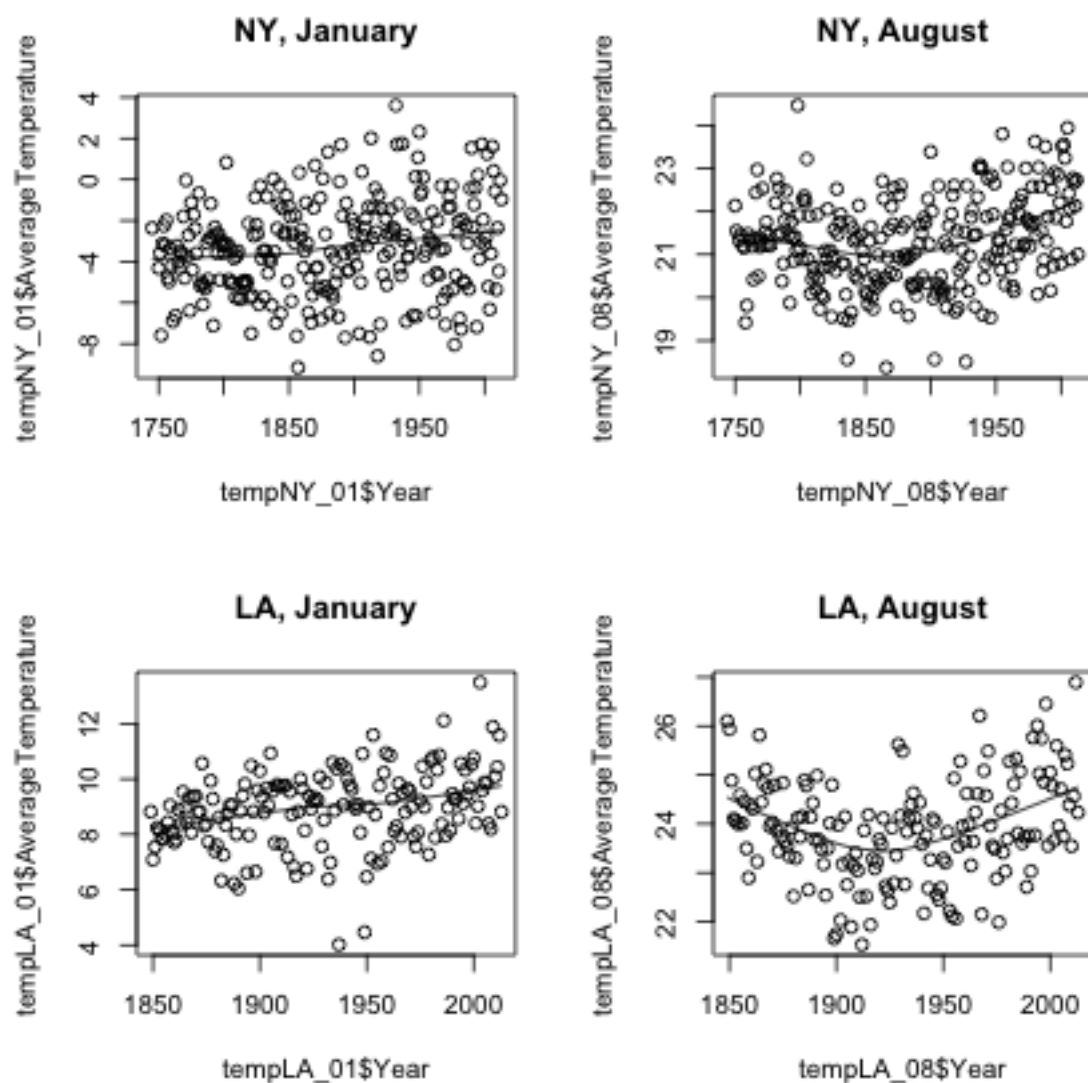 NY, January
tempNY_01$AverageTemperature
4
2
0
-4
-8
1750 1850 1950
tempNY_01$Year
NY, August
tempNY_08$AverageTemperature
23
21
19
1750 1850 1950
tempNY_08$Year
LA, January
tempLA_01$AverageTemperature
12
10
8
6
4
1850 1900 1950 2000
tempLA_01$Year
LA, August
tempLA_08$AverageTemperature
26
24
22
1850 1900 1950 2000
tempLA_08$Year